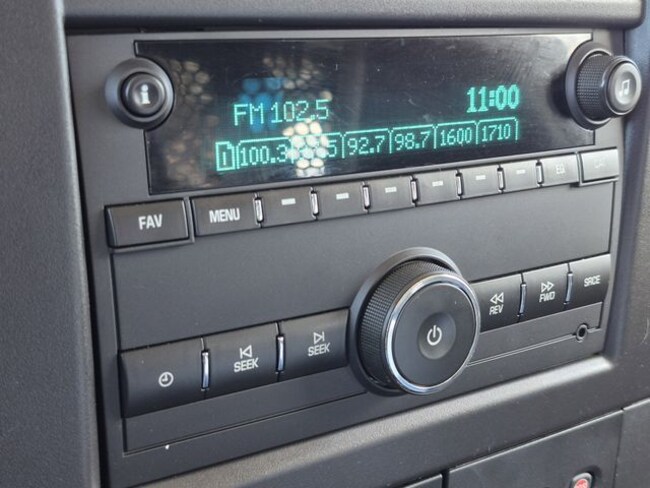 i
FM 102.5 11:00
1 100.3 92.7 98.7 1600 1710
FAV MENU
REV FWD SRCE
SEEK SEEK